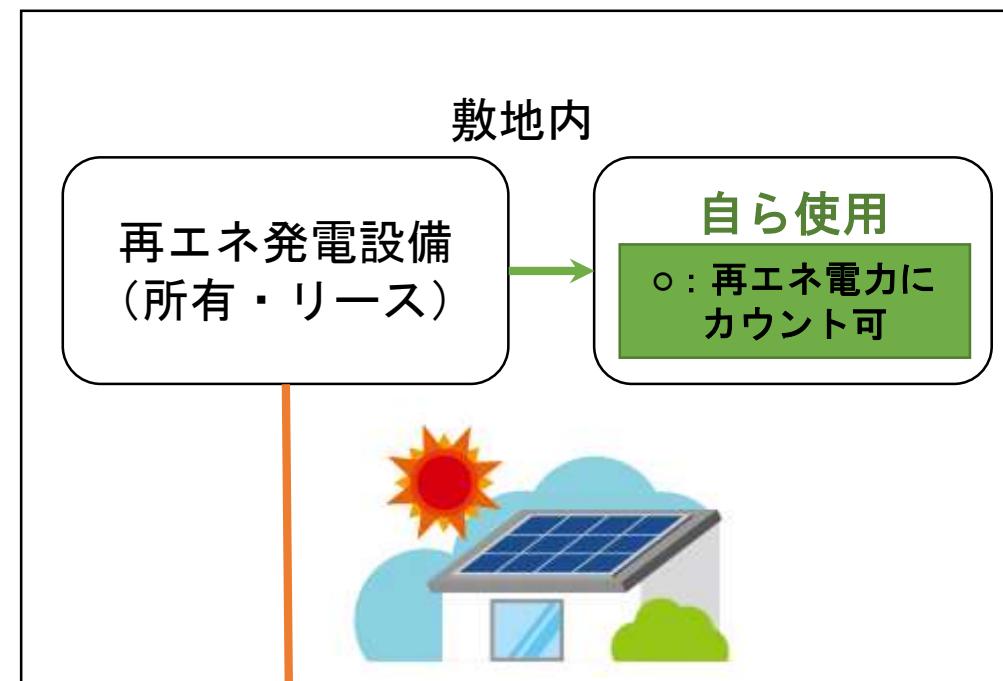 敷地内
再エネ発電設備
（所有・リース）
自ら使用
○：再エネ電力に
カウント可